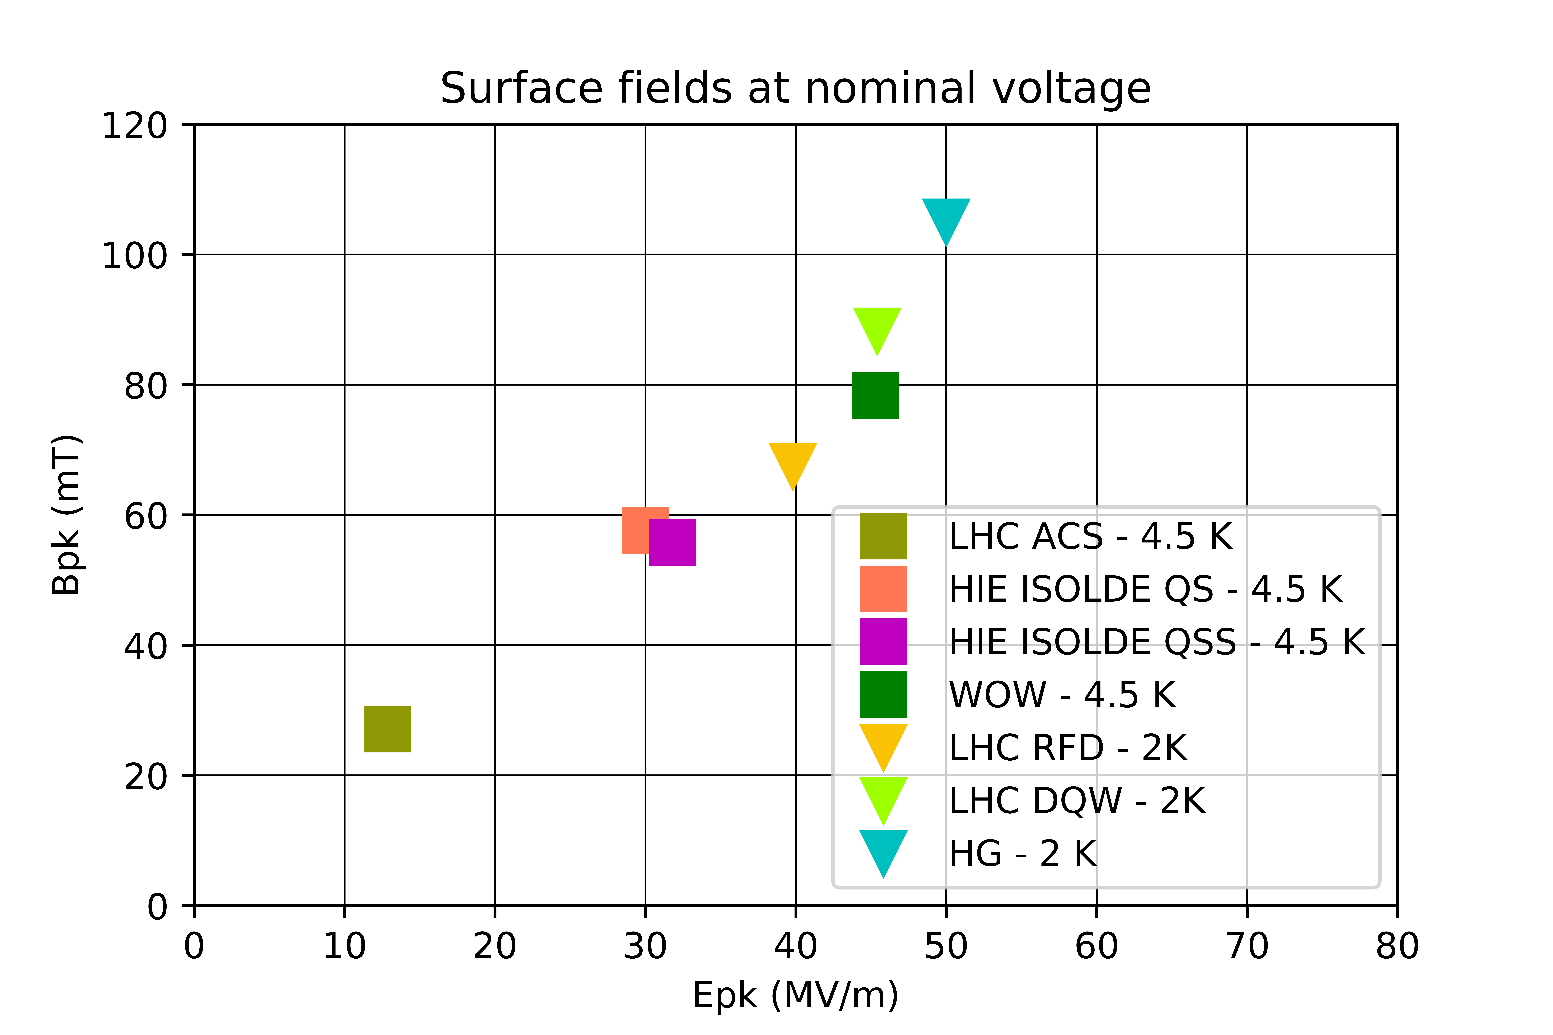 Surface fields at nominal voltage
120
100
80
60
40
20
0
Bpk (mT)
LHC ACS - 4.5 K
HIE ISOLDE QS - 4.5 K
HIE ISOLDE QSS - 4.5 K
WOW - 4.5 K
LHC RFD - 2K
LHC DQW - 2K
HG - 2 K
0 10 20 30 40 50 60 70 80
Epk (MV/m)